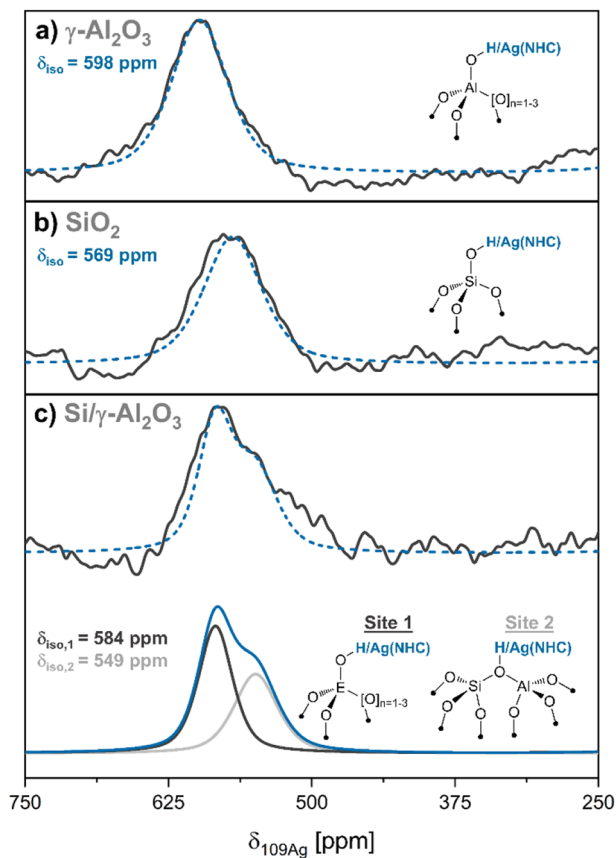 a) γ-Al₂O₃
δiso = 598 ppm
H/Ag(NHC)
O
O Al [O]n=1-3
O
b) SiO₂
δiso = 569 ppm
H/Ag(NHC)
O
Si
O O
O
c) Si/γ-Al₂O₃
δiso,1 = 584 ppm
δiso,2 = 549 ppm
Site 1
H/Ag(NHC)
O
E
O [O]n=1-3
O
Site 2
H/Ag(NHC)
O Si O Al O
O O O O
750 625 500 375 250
δ109Ag [ppm]